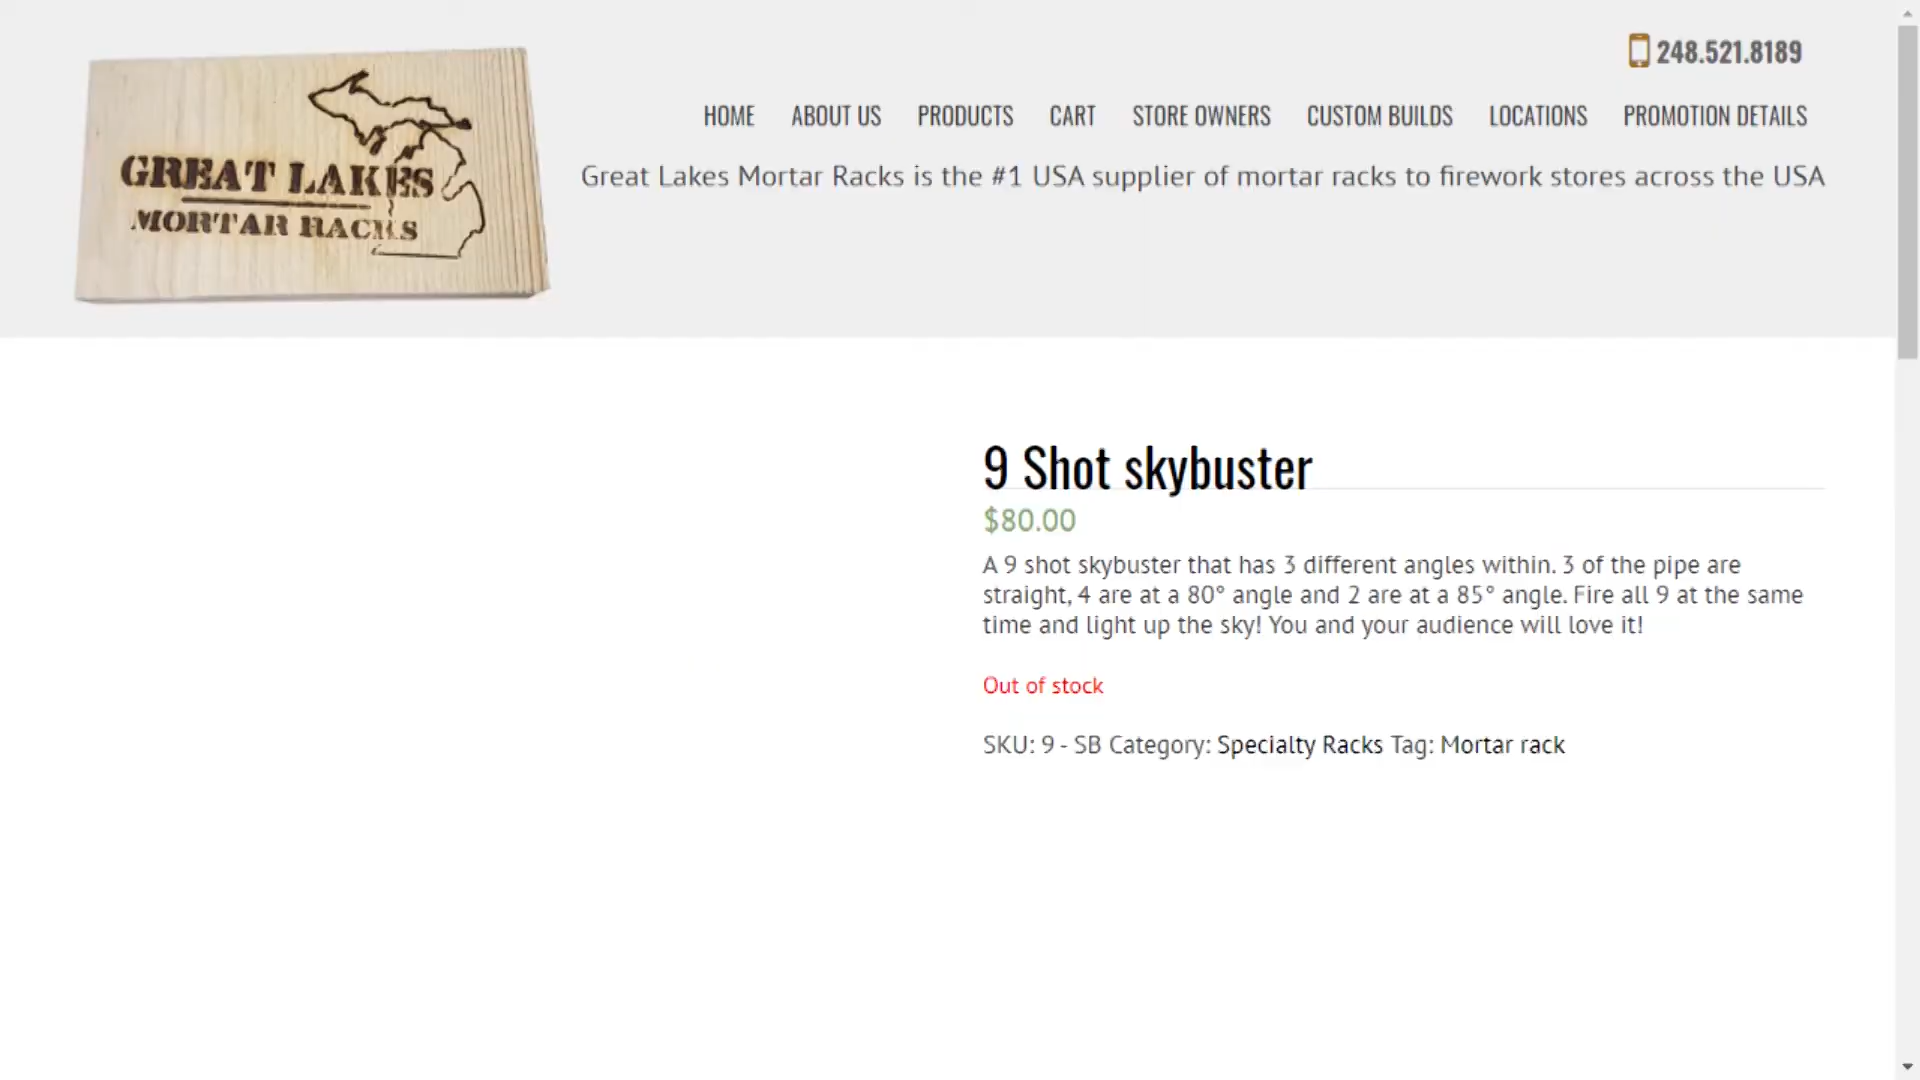 GREAT LAKES
MORTAR RACKS
248.521.8189
HOME ABOUT US PRODUCTS CART STORE OWNERS CUSTOM BUILDS LOCATIONS PROMOTION DETAILS
Great Lakes Mortar Racks is the #1 USA supplier of mortar racks to firework stores across the USA
9 Shot skybuster
$80.00
A 9 shot skybuster that has 3 different angles within. 3 of the pipe are
straight, 4 are at a 80° angle and 2 are at a 85° angle. Fire all 9 at the same
time and light up the sky! You and your audience will love it!
Out of stock
SKU: 9 - SB Category: Specialty Racks Tag: Mortar rack